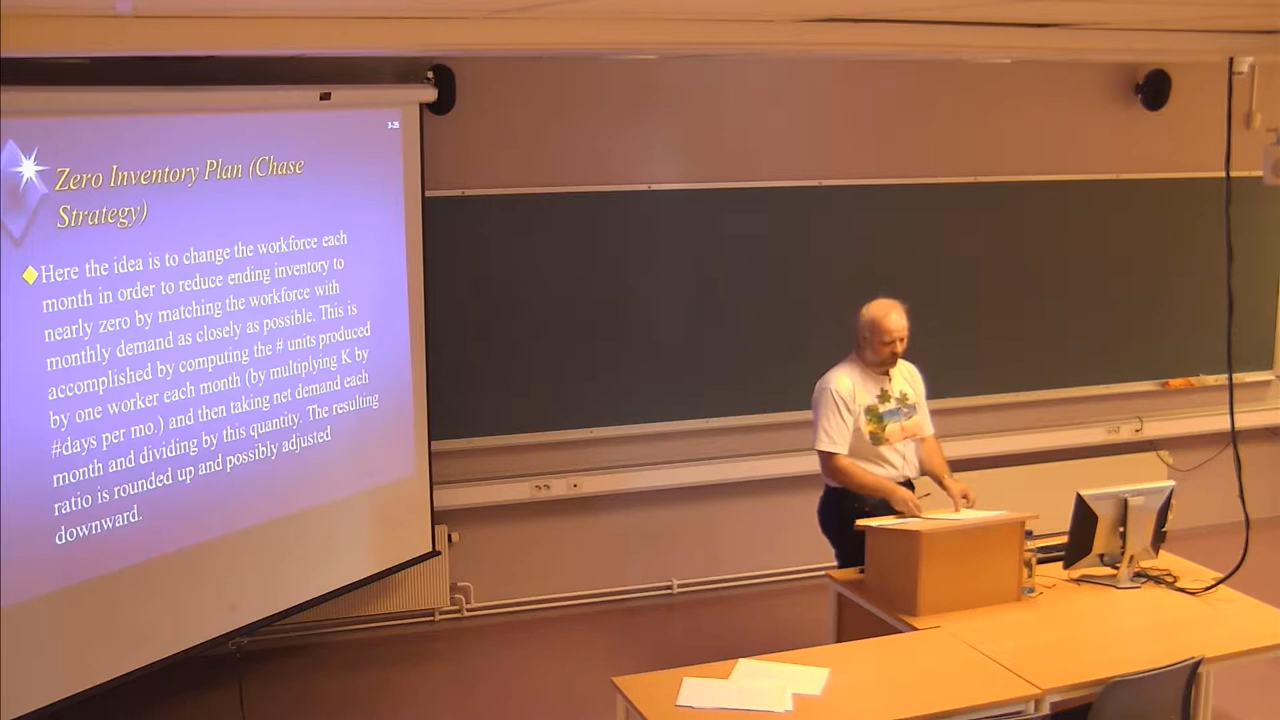 3-25
Zero Inventory Plan (Chase
Strategy)
Here the idea is to change the workforce each
month in order to reduce ending inventory to
nearly zero by matching the workforce with
monthly demand as closely as possible. This is
accomplished by computing the # units produced
by one worker each month (by multiplying K by
#days per mo.) and then taking net demand each
month and dividing by this quantity. The resulting
ratio is rounded up and possibly adjusted
downward.